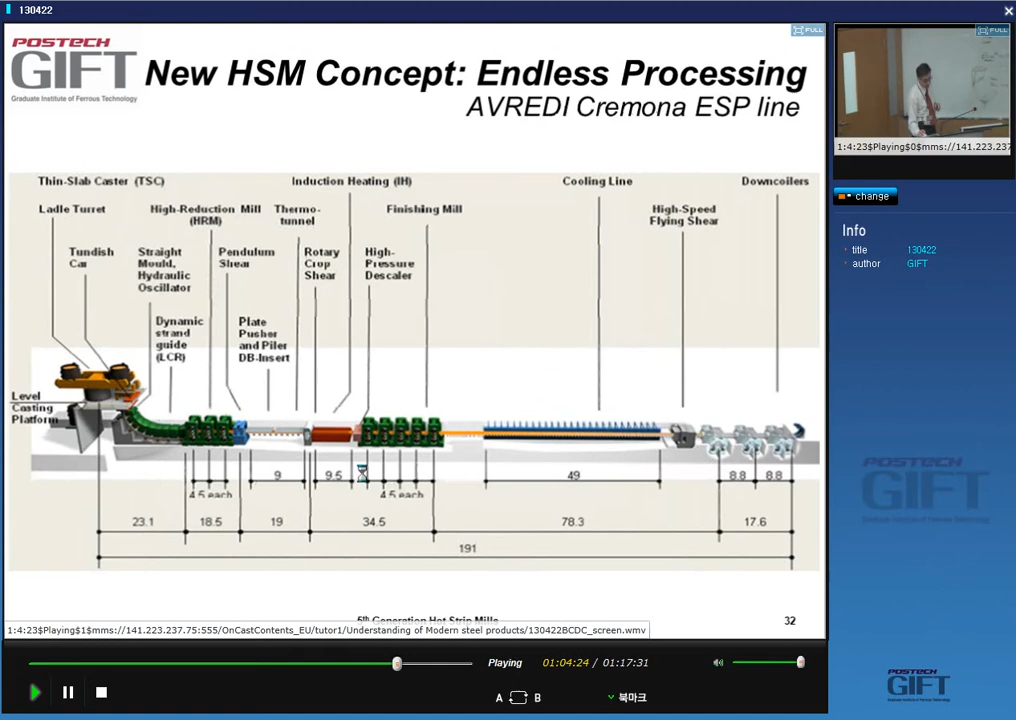 130422
FULL
POSTECH
GIFT
Graduate Institute of Ferrous Technology
New HSM Concept: Endless Processing
AVREDI Cremona ESP line
Thin-Slab Caster (TSC)
Induction Heating (IH)
Cooling Line
Downcoilers
Ladle Turret
High-Reduction Mill
(HRM)
Thermo-
tunnel
Finishing Mill
High-Speed
Flying Shear
Tundish
Car
Straight
Mould,
Hydraulic
Oscillator
Pendulum
Shear
Rotary
Crop
Shear
High-
Pressure
Descaler
Dynamic
strand
guide
(LCR)
Plate
Pusher
and Piler
DB-Insert
Level
Casting
Platform
9
9.5
49
8.8
8.8
4.5 each
4.5 each
23.1
18.5
19
34.5
78.3
17.6
191
5th Generation Hot Strip Mills
32
1:4:23$Playing$1$mms://141.223.237.75:555/OnCastContents_EU/tutor1/Understanding of Modern steel products/130422BCDC_screen.wmv
Playing
01:04:24 / 01:17:31
A
B
북마크
FULL
1:4:23$Playing$0$mms://141.223.237
change
Info
title
130422
author
GIFT
POSTECH
GIFT
Graduate Institute of Ferrous Technology
POSTECH
GIFT